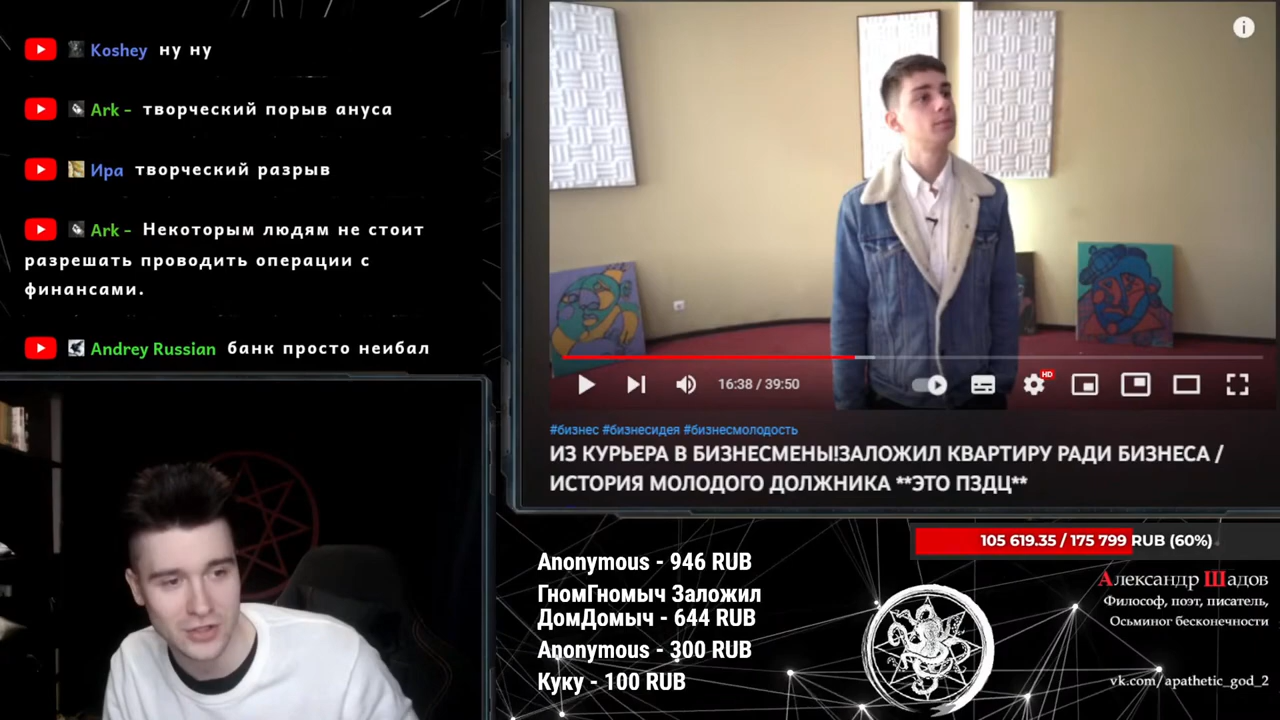 Koshey ну ну
Ark - творческий порыв ануса
Ира творческий разрыв
Ark - Некоторым людям не стоит
разрешать проводить операции с
финансами.
Andrey Russian банк просто неибал
16:38 / 39:50
HD
#бизнес #бизнесидея #бизнесмолодость
ИЗ КУРЬЕРА В БИЗНЕСМЕНЫ!ЗАЛОЖИЛ КВАРТИРУ РАДИ БИЗНЕСА /
ИСТОРИЯ МОЛОДОГО ДОЛЖНИКА **ЭТО ПЗДЦ**
105 619.35 / 175 799 RUB (60%)
Anonymous - 946 RUB
ГномГномыч Заложил
ДомДомыч - 644 RUB
Anonymous - 300 RUB
Куку - 100 RUB
Александр Шадов
Философ, поэт, писатель,
Осьминог бесконечности
vk.com/apathetic_god_2